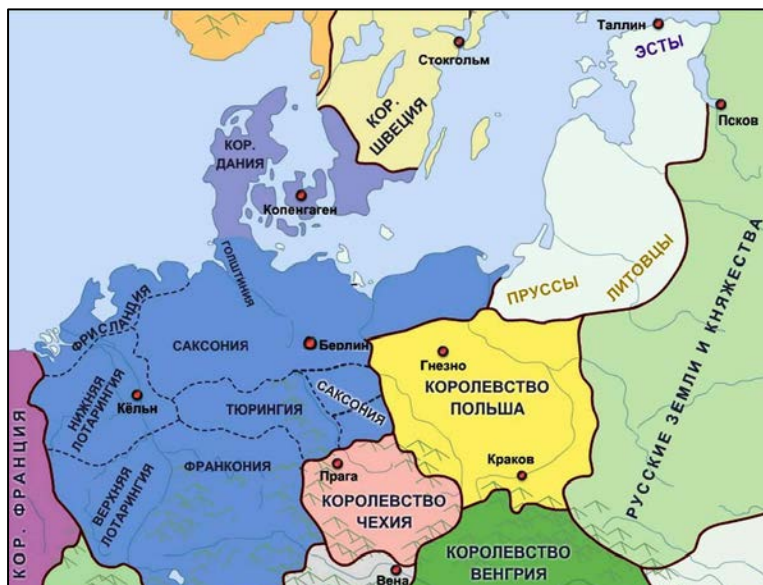 Таллин
ЭСТЫ
Стокгольм
Псков
КОР.
ШВЕЦИЯ
КОР.
ДАНИЯ
Копенгаген
ГОЛШТИНИЯ
ПРУССЫ
ЛИТОВЦЫ
РУССКИЕ ЗЕМЛИ И КНЯЖЕСТВА
ФРИСЛАНДИЯ
САКСОНИЯ
Берлин
Гнезно
КОРОЛЕВСТВО
ПОЛЬША
НИЖНЯЯ
ЛОТАРИНГИЯ
Кёльн
ТЮРИНГИЯ
САКСОНИЯ
КОР. ФРАНЦИЯ
ВЕРХНЯЯ
ЛОТАРИНГИЯ
ФРАНКОНИЯ
Прага
Краков
КОРОЛЕВСТВО
ЧЕХИЯ
КОРОЛЕВСТВО
ВЕНГРИЯ
Вена